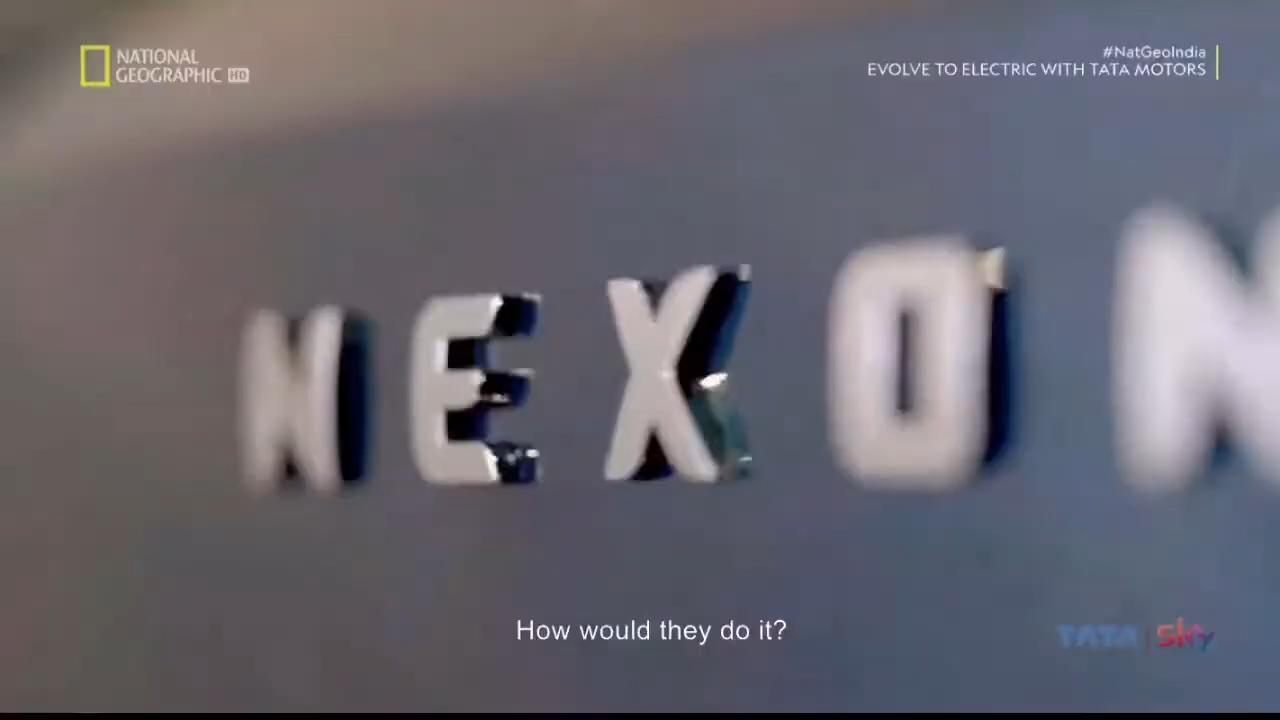 NATIONAL
GEOGRAPHIC HD
#NatGeoIndia
EVOLVE TO ELECTRIC WITH TATA MOTORS
NEXON
How would they do it?
TATA sky